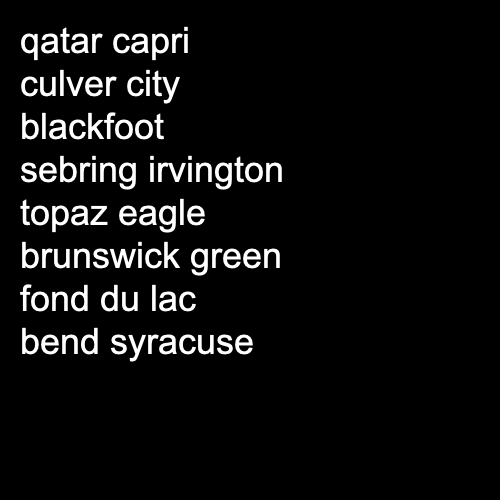 qatar capri
culver city
blackfoot
sebring irvington
topaz eagle
brunswick green
fond du lac
bend syracuse